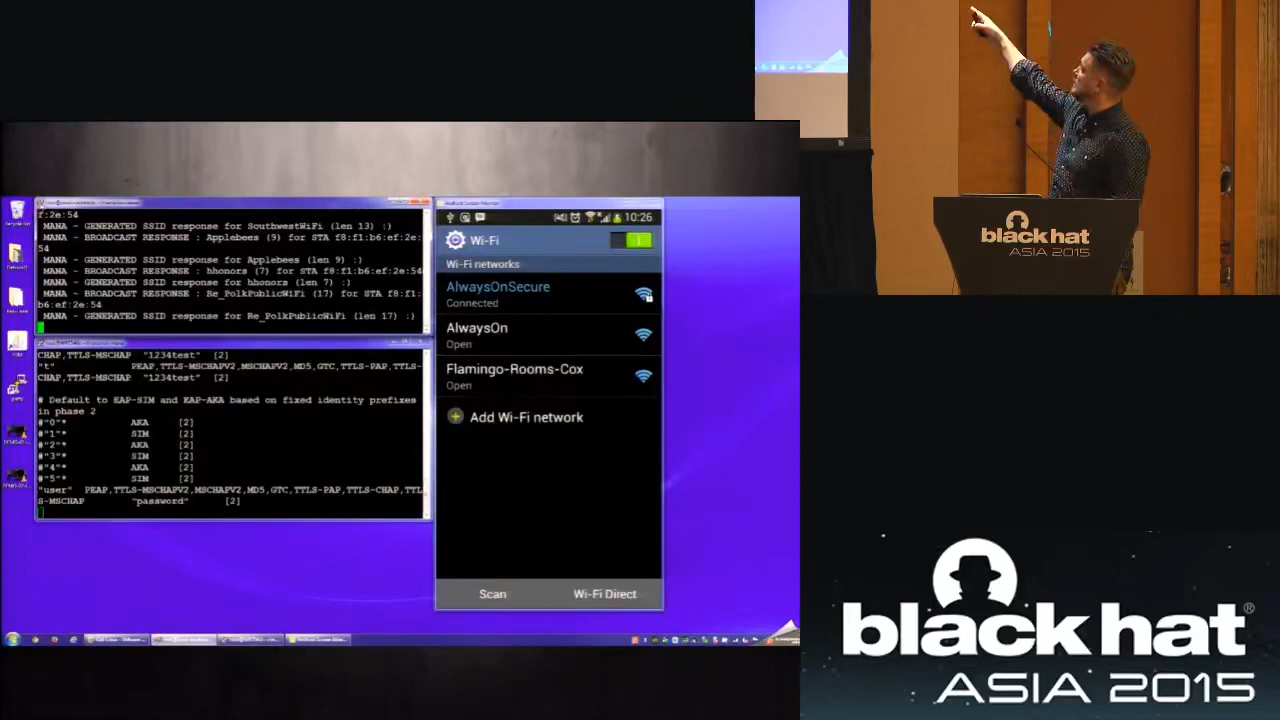 f:2e:54
MANA - GENERATED SSID response for SouthwestWiFi (len 13) :)
MANA - BROADCAST RESPONSE : Applebees (9) for STA f8:f1:b6:ef:2e:
54
MANA - GENERATED SSID response for Applebees (len 9) :)
MANA - BROADCAST RESPONSE : hhonors (7) for STA f8:f1:b6:ef:2e:54
MANA - GENERATED SSID response for hhonors (len 7) :)
MANA - BROADCAST RESPONSE : Re_PolkPublicWiFi (17) for STA f8:f1:
b6:ef:2e:54
MANA - GENERATED SSID response for Re_PolkPublicWiFi (len 17) :)
CHAP,TTLS-MSCHAP "1234test" [2]
"t" PEAP,TTLS-MSCHAPV2,MSCHAPV2,MD5,GTC,TTLS-PAP,TTLS-
CHAP,TTLS-MSCHAP "1234test" [2]
# Default to EAP-SIM and EAP-AKA based on fixed identity prefixes
in phase 2
#"0"* AKA [2]
#"1"* SIM [2]
#"2"* AKA [2]
#"3"* SIM [2]
#"4"* AKA [2]
#"5"* SIM [2]
"user" PEAP,TTLS-MSCHAPV2,MSCHAPV2,MD5,GTC,TTLS-PAP,TTLS-CHAP,TTL
S-MSCHAP "password" [2]
10:26
Wi-Fi
Wi-Fi networks
AlwaysOnSecure
Connected
AlwaysOn
Open
Flamingo-Rooms-Cox
Open
Add Wi-Fi network
Scan
Wi-Fi Direct
black hat
ASIA 2015
black hat®
ASIA 2015